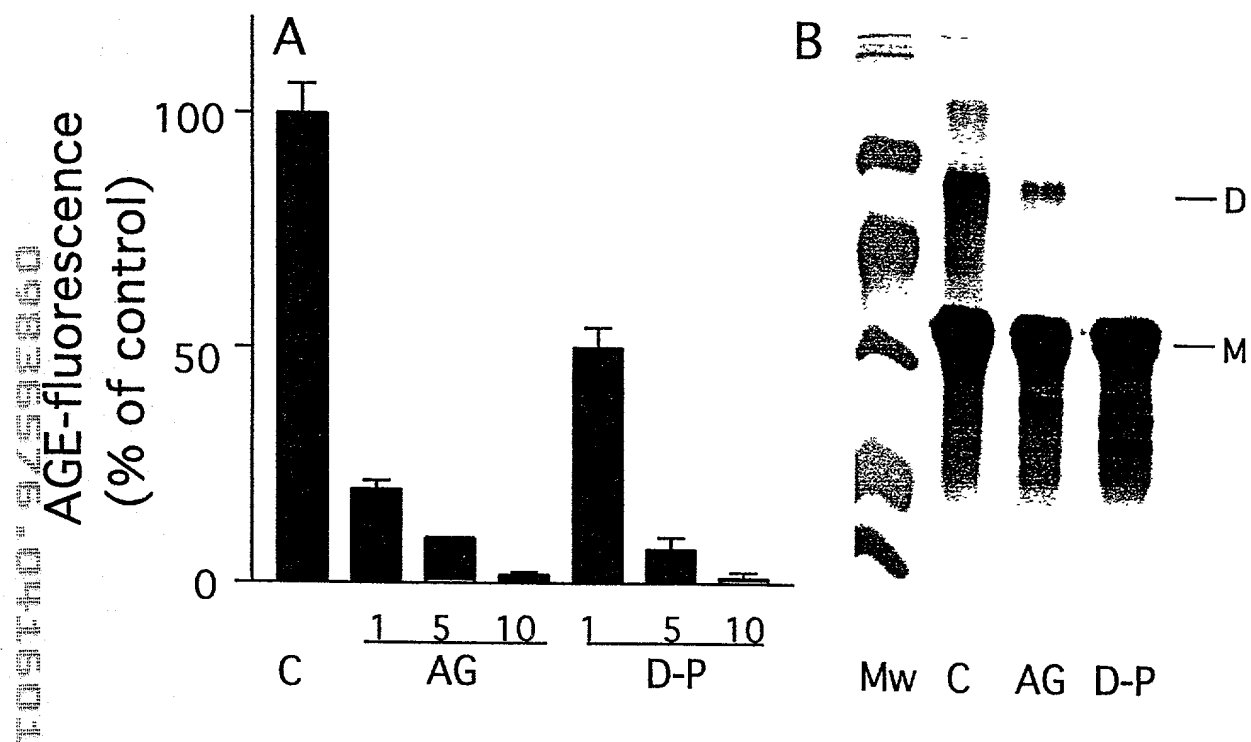 A
AGE-fluorescence
(% of control)
100
50
0
1 5 10
1 5 10
C
AG
D-P
B
D
M
Mw C AG D-P